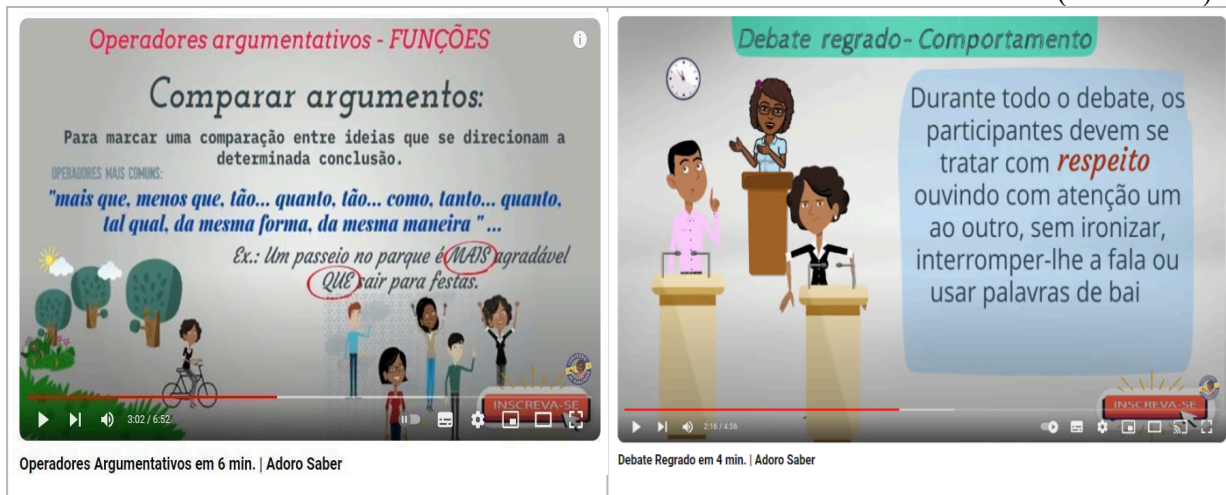 Operadores argumentativos - FUNÇÕES
Comparar argumentos:
Para marcar uma comparação entre ideias que se direcionam a
determinada conclusão.
OPERADORES MAIS COMUNS:
"mais que, menos que, tão... quanto, tão... como, tanto... quanto,
tal qual, da mesma forma, da mesma maneira "...
Ex.: Um passeio no parque é MAIS agradável
QUE sair para festas.
INSCREVA-SE
3:02 / 6:52
Operadores Argumentativos em 6 min. | Adoro Saber
Debate regrado- Comportamento
Durante todo o debate, os
participantes devem se
tratar com respeito
ouvindo com atenção um
ao outro, sem ironizar,
interromper-lhe a fala ou
usar palavras de bai
INSCREVA-SE
2:16 / 4:56
Debate Regrado em 4 min. | Adoro Saber